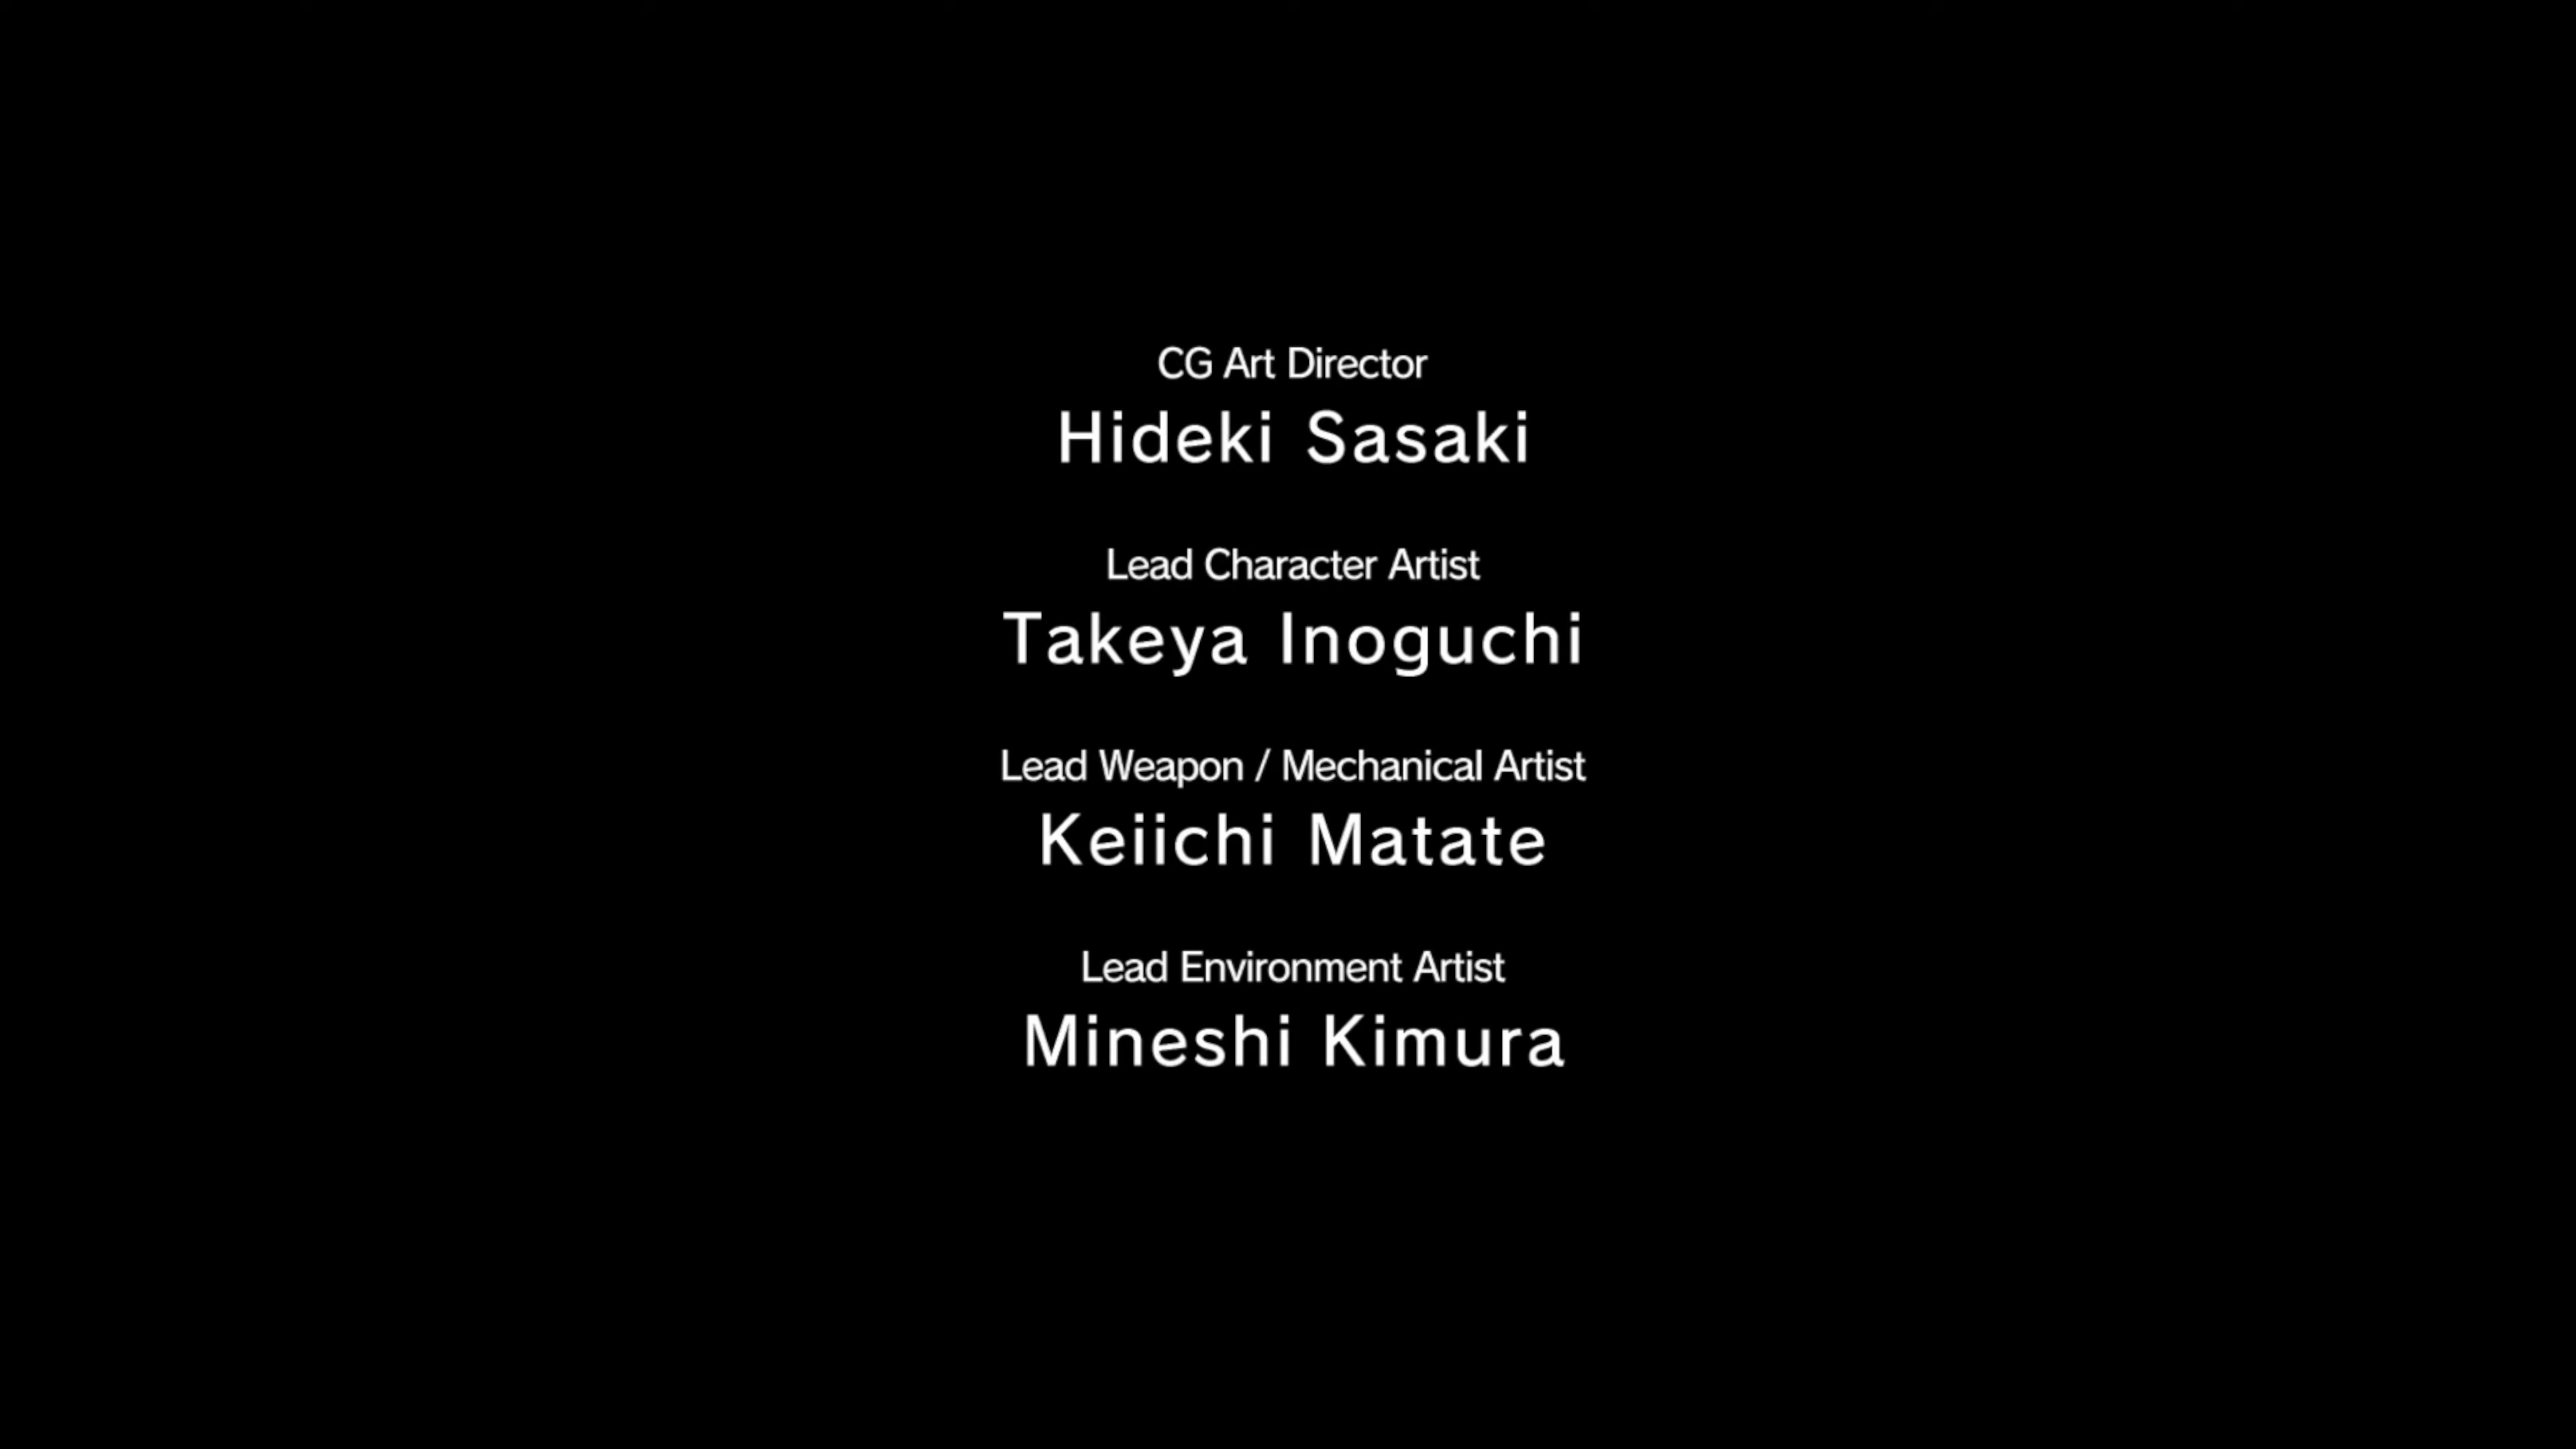 CG Art Director
Hideki Sasaki
Lead Character Artist
Takeya Inoguchi
Lead Weapon / Mechanical Artist
Keiichi Matate
Lead Environment Artist
Mineshi Kimura